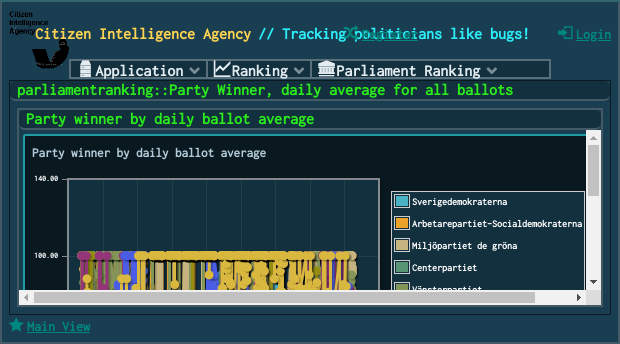 Citizen
Intelligence
Agency
Citizen Intelligence Agency // Tracking politicians like bugs!
Register
Login
Application
Ranking
Parliament Ranking
parliamentranking::Party Winner, daily average for all ballots
Party winner by daily ballot average
Party winner by daily ballot average
140.00
100.00
Sverigedemokraterna
Arbetarepartiet-Socialdemokraterna
Miljöpartiet de gröna
Centerpartiet
Vänsterpartiet
Main View